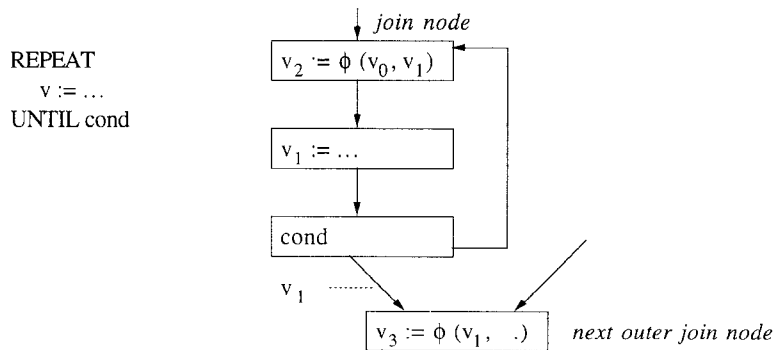 join node
v2 := ϕ (v0, v1)
REPEAT
v := ...
UNTIL cond
v1 := ...
cond
v1
v3 := ϕ (v1, .)
next outer join node